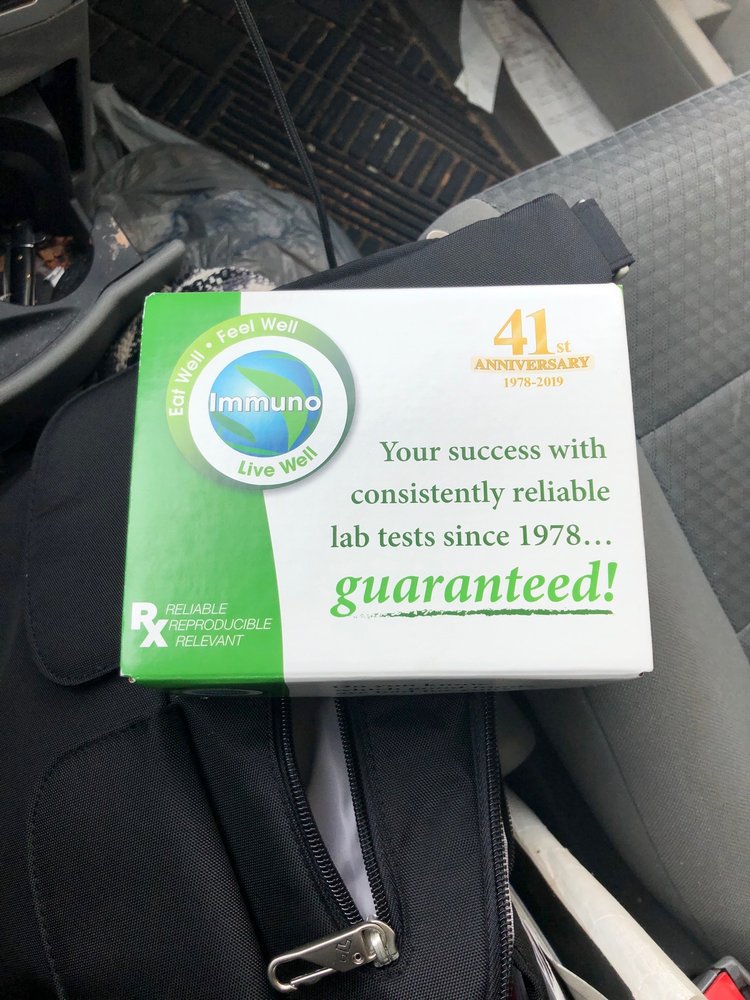 Eat Well • Feel Well
Immuno
Live Well
41st
ANNIVERSARY
1978-2019
Your success with
consistently reliable
lab tests since 1978...
guaranteed!
Rx
RELIABLE
REPRODUCIBLE
RELEVANT